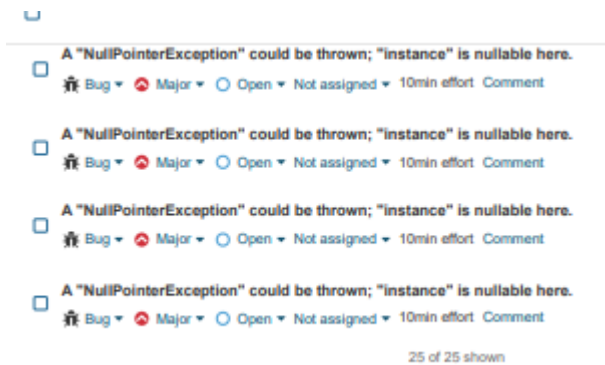 A "NullPointerException" could be thrown; "instance" is nullable here.
Bug Major Open Not assigned 10min effort Comment
A "NullPointerException" could be thrown; "instance" is nullable here.
Bug Major Open Not assigned 10min effort Comment
A "NullPointerException" could be thrown; "instance" is nullable here.
Bug Major Open Not assigned 10min effort Comment
A "NullPointerException" could be thrown; "instance" is nullable here.
Bug Major Open Not assigned 10min effort Comment
25 of 25 shown